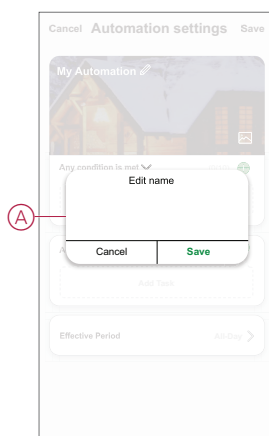 Cancel Automation settings Save
My Automation
Any condition is met
Edit name
A
Cancel Save
Add Task
Effective Period All-Day